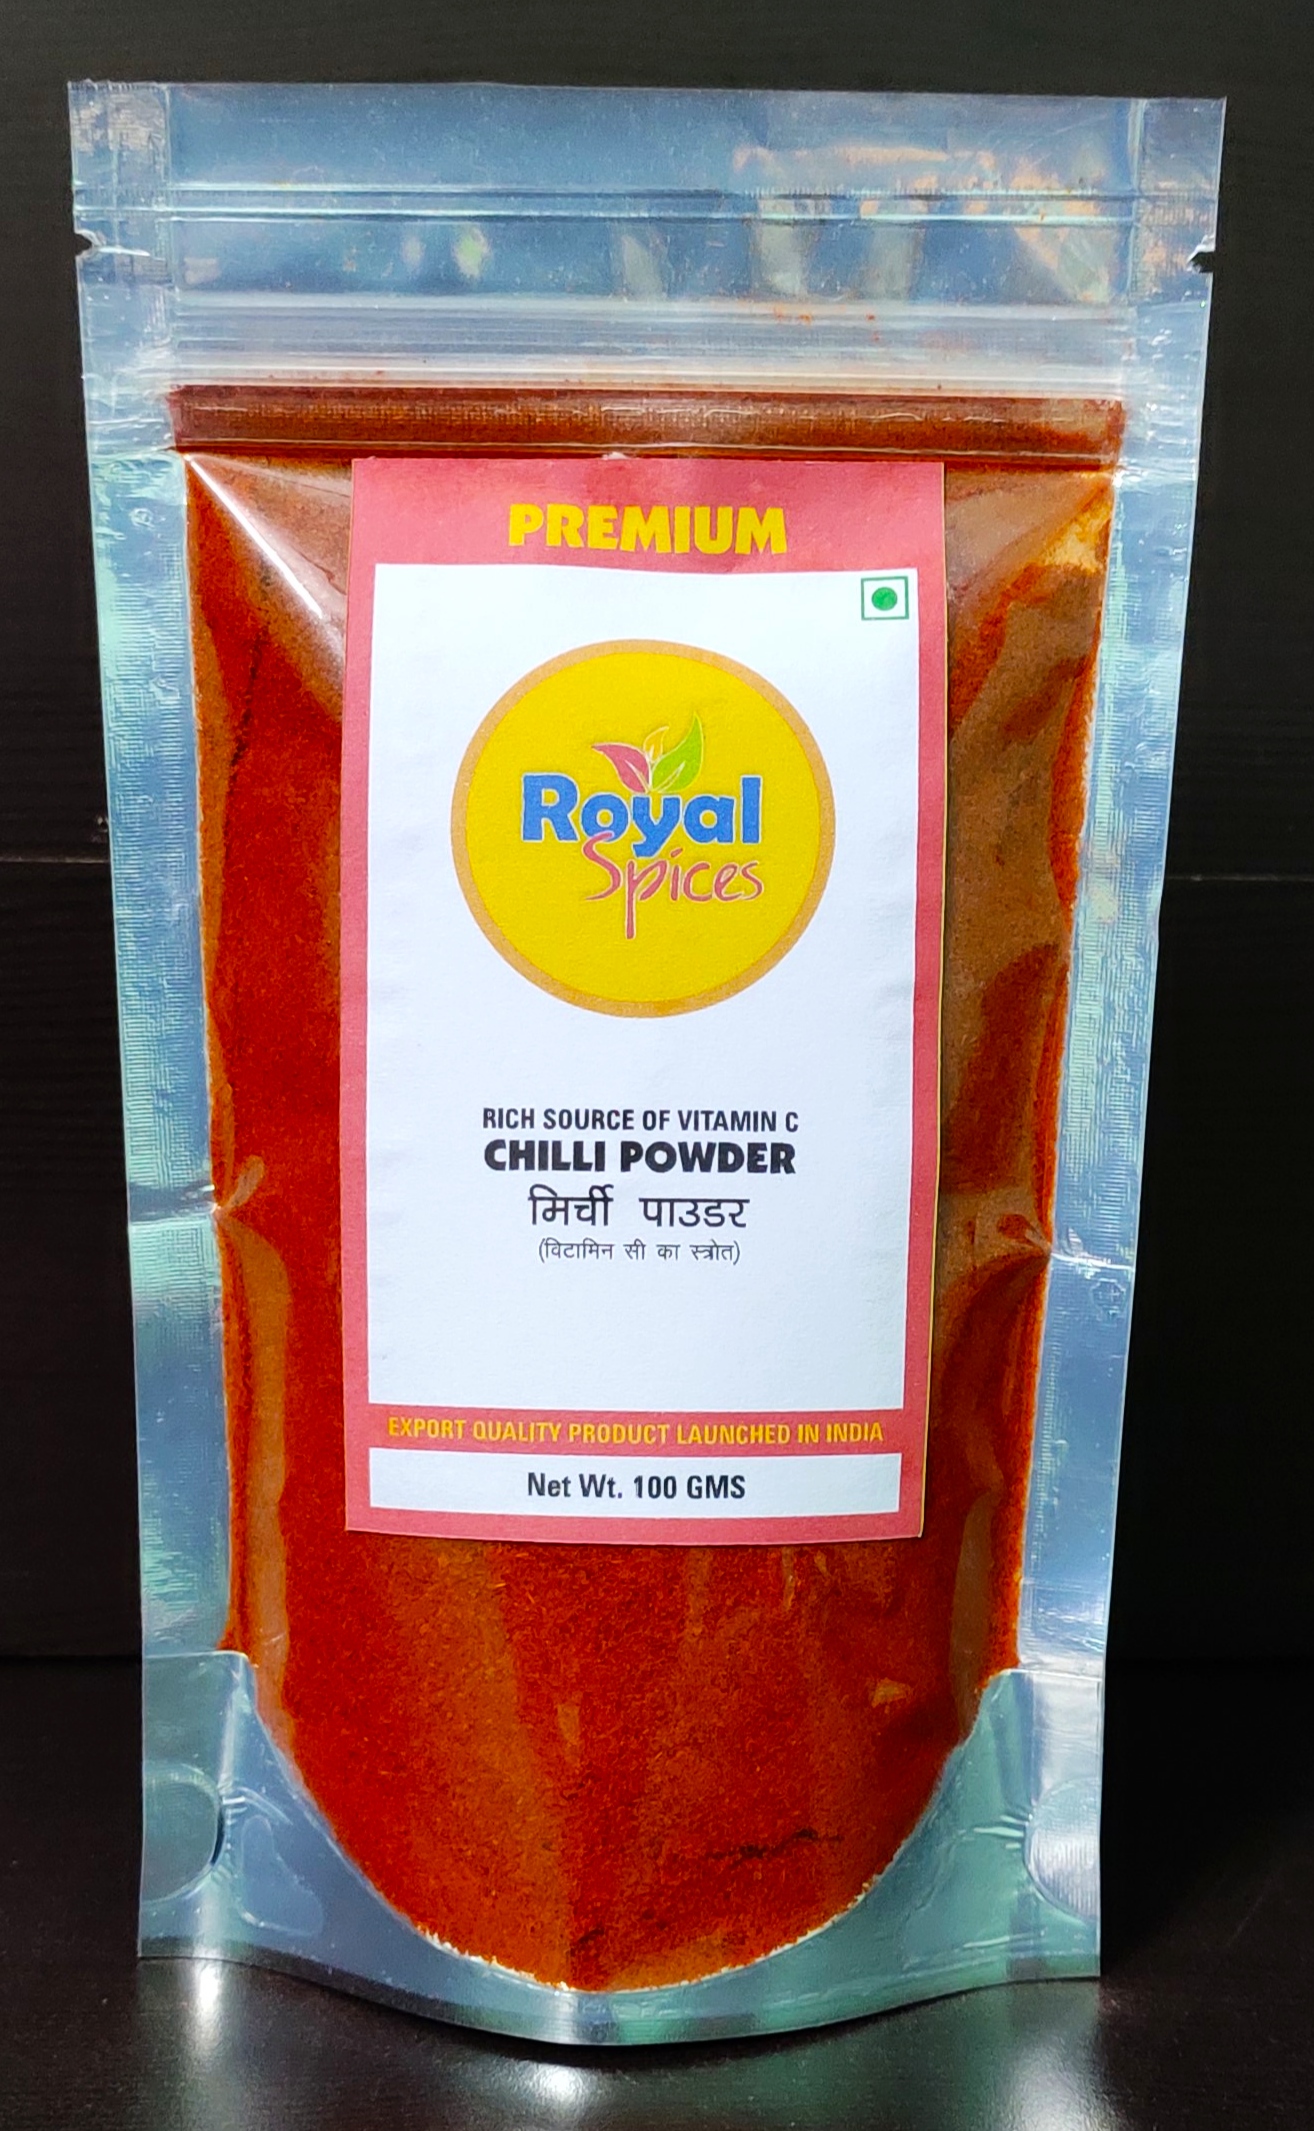 PREMIUM
Royal
Spices
RICH SOURCE OF VITAMIN C
CHILLI POWDER
मिर्ची पाउडर
(विटामिन सी का स्त्रोत)
EXPORT QUALITY PRODUCT LAUNCHED IN INDIA
Net Wt. 100 GMS